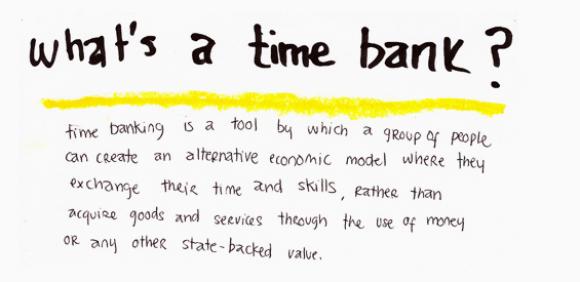 what's a time bank?
time banking is a tool by which a group of people
can create an alternative economic model where they
exchange their time and skills, rather than
acquire goods and services through the use of money
or any other state-backed value.